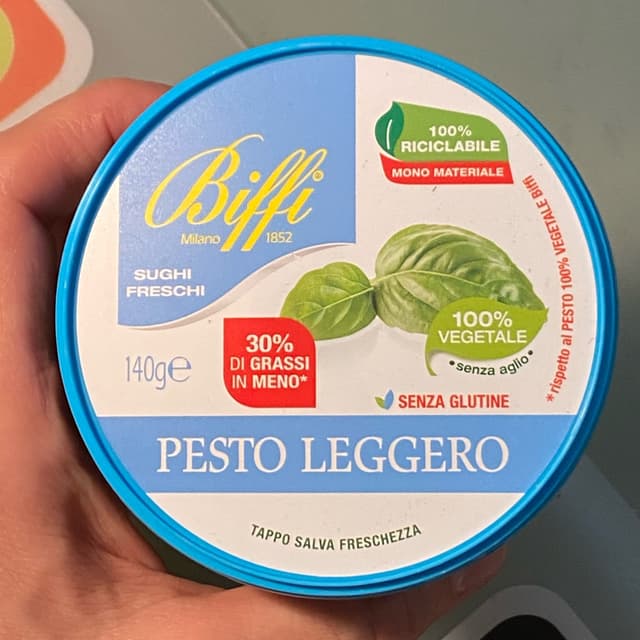 Biffi®
Milano 1852
SUGHI
FRESCHI
100%
RICICLABILE
MONO MATERIALE
140g℮
30%
DI GRASSI
IN MENO*
100%
VEGETALE
•senza aglio•
*rispetto al PESTO 100% VEGETALE Biffi
SENZA GLUTINE
PESTO LEGGERO
TAPPO SALVA FRESCHEZZA